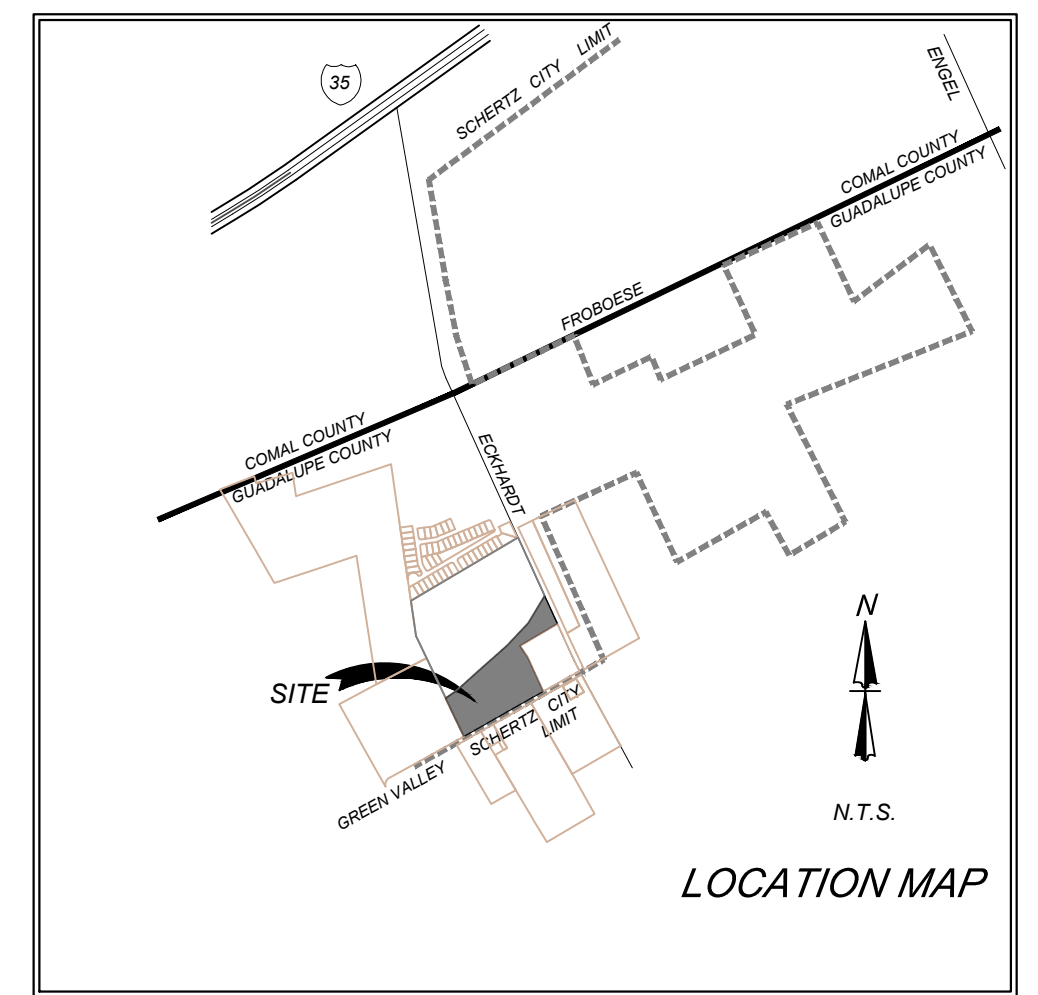 35
SCHERTZ CITY LIMIT
ENGEL
COMAL COUNTY
GUADALUPE COUNTY
FROBOESE
COMAL COUNTY
GUADALUPE COUNTY
ECKHARDT
SITE
SCHERTZ CITY
LIMIT
GREEN VALLEY
N
N.T.S.
LOCATION MAP